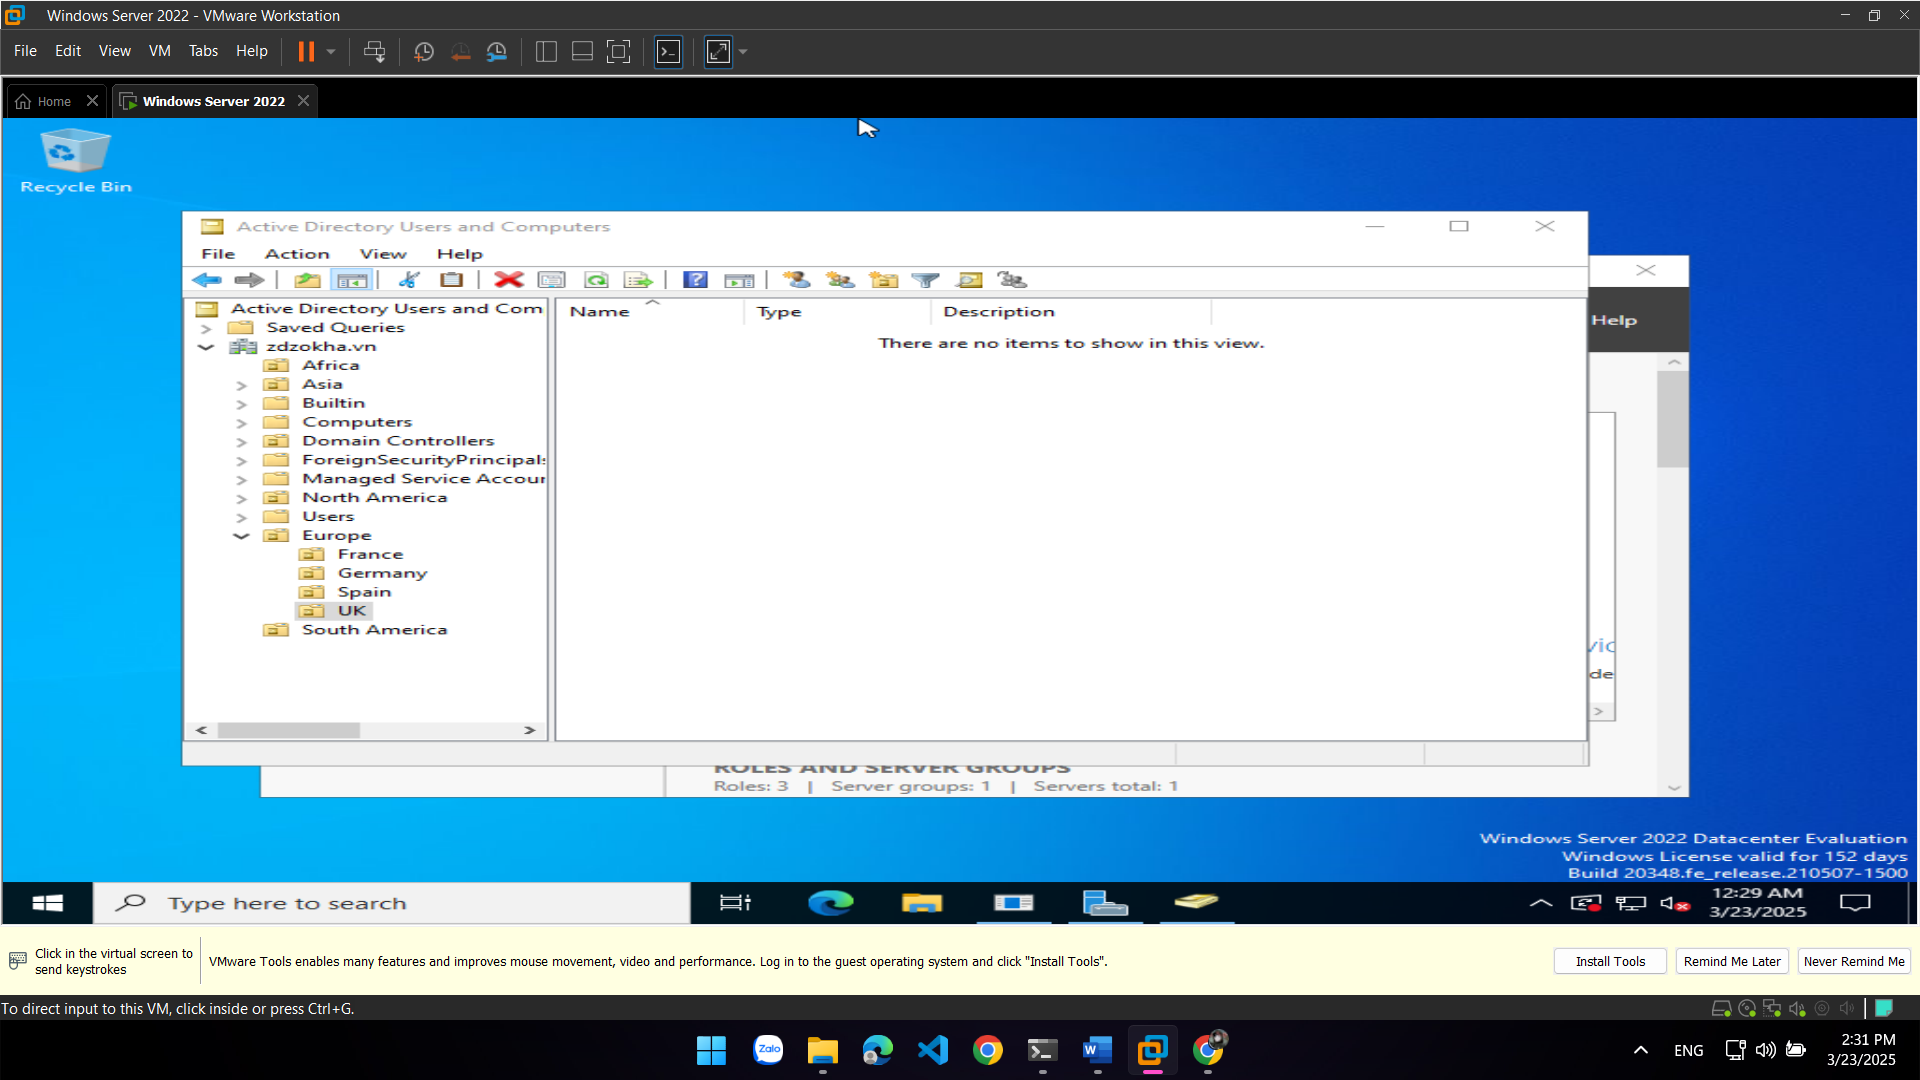 Windows Server 2022 - VMware Workstation
File Edit View VM Tabs Help
Home Windows Server 2022
Recycle Bin
Active Directory Users and Computers
File Action View Help
Active Directory Users and Com
Saved Queries
zdzokha.vn
Africa
Asia
Builtin
Computers
Domain Controllers
ForeignSecurityPrincipals
Managed Service Accour
North America
Users
Europe
France
Germany
Spain
UK
South America
Name Type Description
There are no items to show in this view.
Help
vic
de
ROLES AND SERVER GROUPS
Roles: 3 | Server groups: 1 | Servers total: 1
Windows Server 2022 Datacenter Evaluation
Windows License valid for 152 days
Build 20348.fe_release.210507-1500
Type here to search
12:29 AM
3/23/2025
Click in the virtual screen to
send keystrokes
VMware Tools enables many features and improves mouse movement, video and performance. Log in to the guest operating system and click "Install Tools".
Install Tools Remind Me Later Never Remind Me
To direct input to this VM, click inside or press Ctrl+G.
Zalo
W
ENG
2:31 PM
3/23/2025